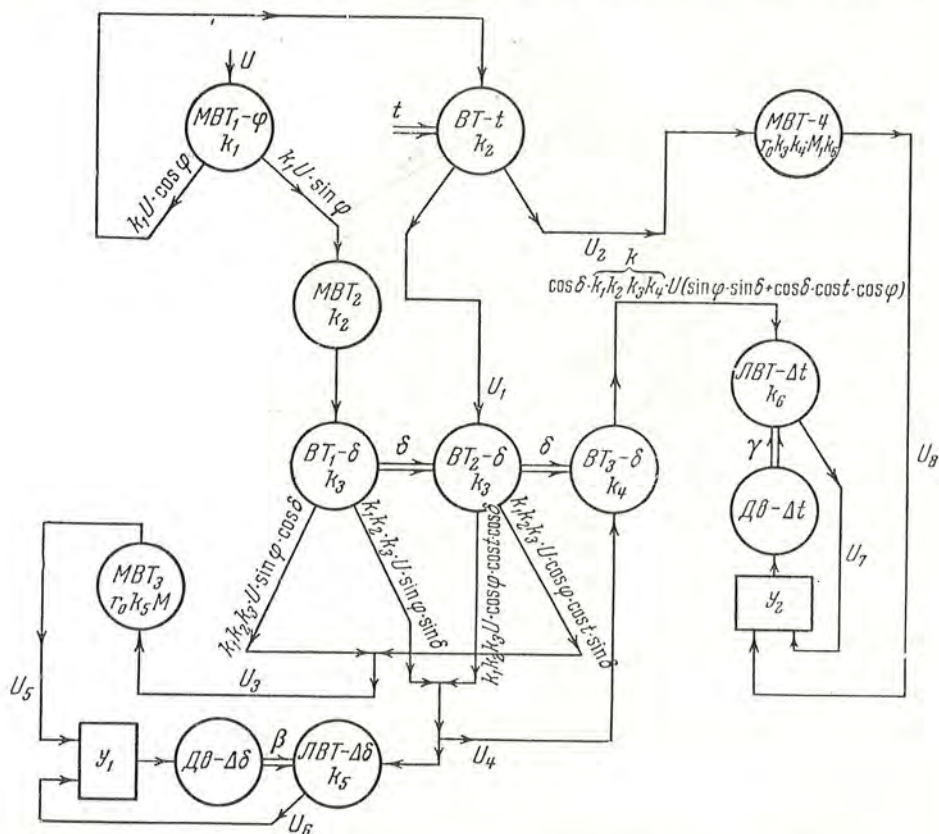 U
МВТ₁-φ
k₁
k₁U·cosφ
k₁U·sinφ
t
ВТ-t
k₂
МВТ-4
r₀k₃k₄·M₁k₆
U₂
k
cosδ·k₁k₂k₃k₄·U(sinφ·sinδ+cosδ·cost·cosφ)
МВТ₂
k₂
U₁
ЛВТ-Δt
k₆
γ
U₈
ВТ₁-δ
k₃
δ
ВТ₂-δ
k₃
δ
ВТ₃-δ
k₄
Дв-Δt
U₇
У₂
МВТ₃
r₀k₅M
k₁k₂k₃·U·sinφ·cosδ
k₁k₂·k₃·U·sinφ·sinδ
k₁k₂k₃U·cosφ·cost·cosδ
k₁k₂k₃·U·cosφ·cost·sinδ
U₃
U₅
У₁
Дв-Δδ
β
ЛВТ-Δδ
k₅
U₄
U₆